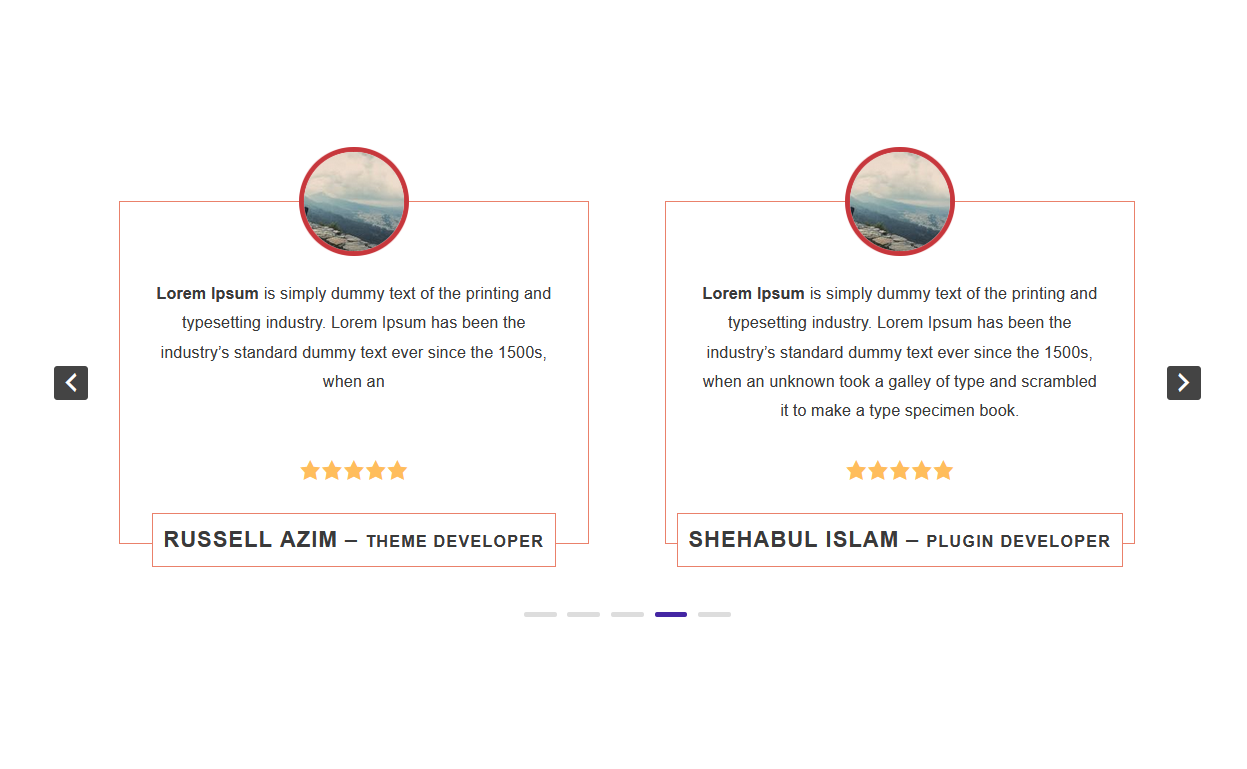 Lorem Ipsum is simply dummy text of the printing and
typesetting industry. Lorem Ipsum has been the
industry’s standard dummy text ever since the 1500s,
when an
RUSSELL AZIM – THEME DEVELOPER
Lorem Ipsum is simply dummy text of the printing and
typesetting industry. Lorem Ipsum has been the
industry’s standard dummy text ever since the 1500s,
when an unknown took a galley of type and scrambled
it to make a type specimen book.
SHEHABUL ISLAM – PLUGIN DEVELOPER